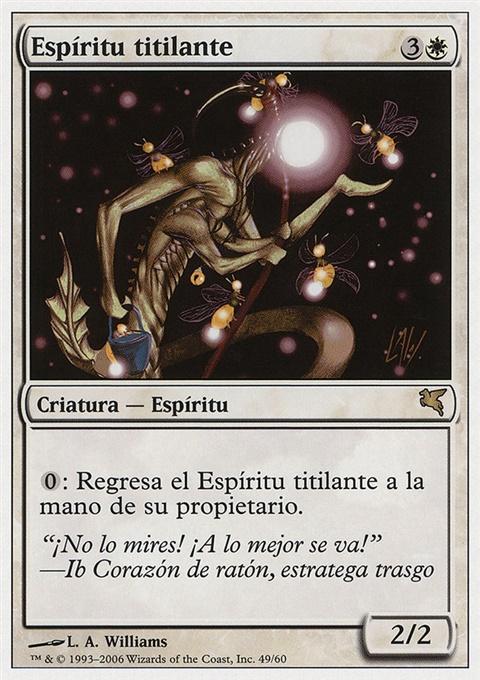 Espíritu titilante 3
Criatura — Espíritu
0: Regresa el Espíritu titilante a la
mano de su propietario.
“¡No lo mires! ¡A lo mejor se va!”
—Ib Corazón de ratón, estratega trasgo
L. A. Williams
2/2
™ & © 1993–2006 Wizards of the Coast, Inc. 49/60